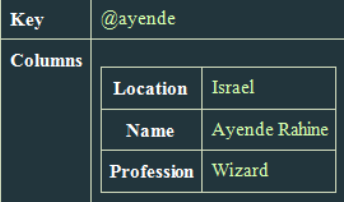 Key @ayende
Columns
Location Israel
Name Ayende Rahine
Profession Wizard